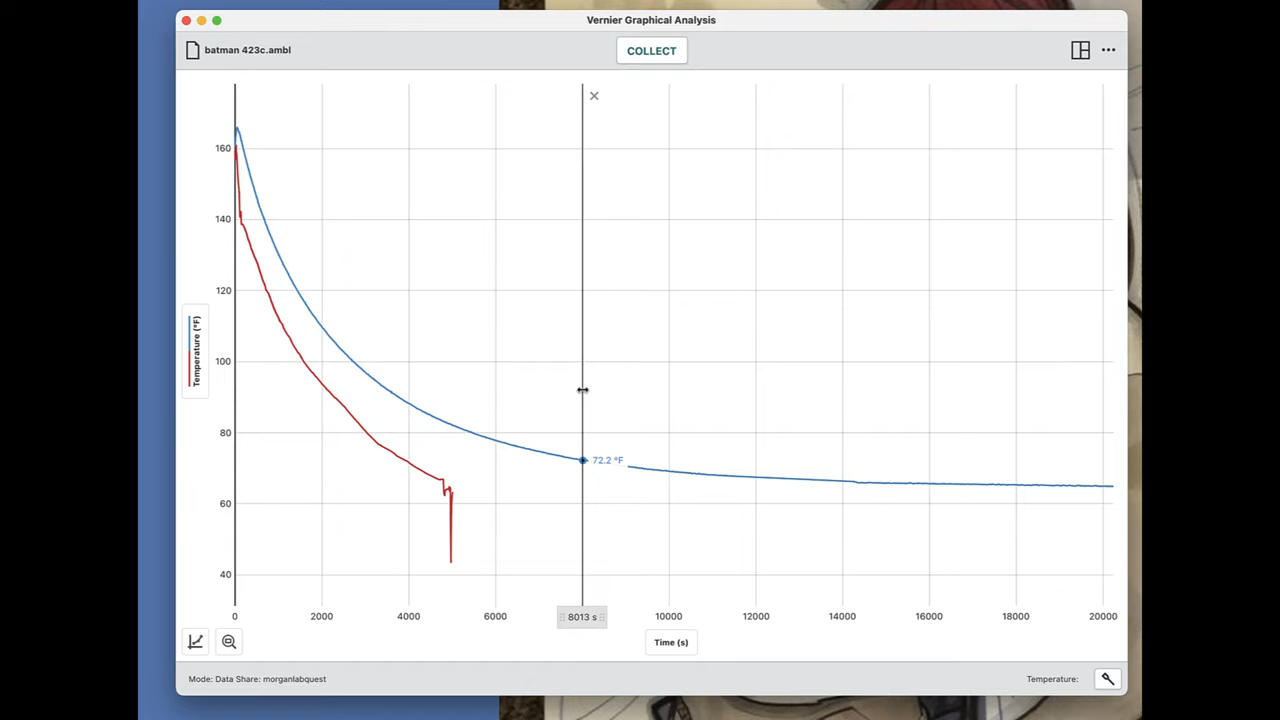 Vernier Graphical Analysis
batman 423c.ambl
COLLECT
160
140
120
100
80
60
40
Temperature (°F)
72.2 °F
0
2000
4000
6000
8013 s
10000
12000
14000
16000
18000
20000
Time (s)
Mode: Data Share: morganlabquest
Temperature: